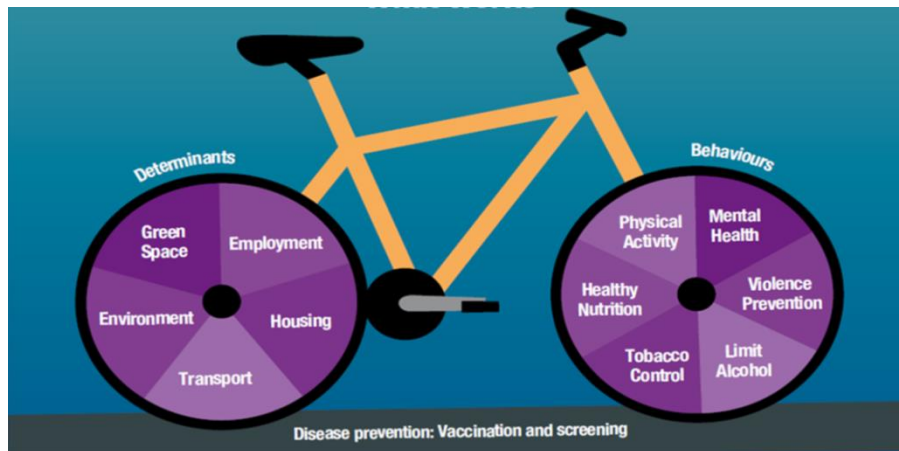 Determinants
Green
Space
Employment
Environment
Housing
Transport
Behaviours
Physical
Activity
Mental
Health
Healthy
Nutrition
Violence
Prevention
Tobacco
Control
Limit
Alcohol
Disease prevention: Vaccination and screening